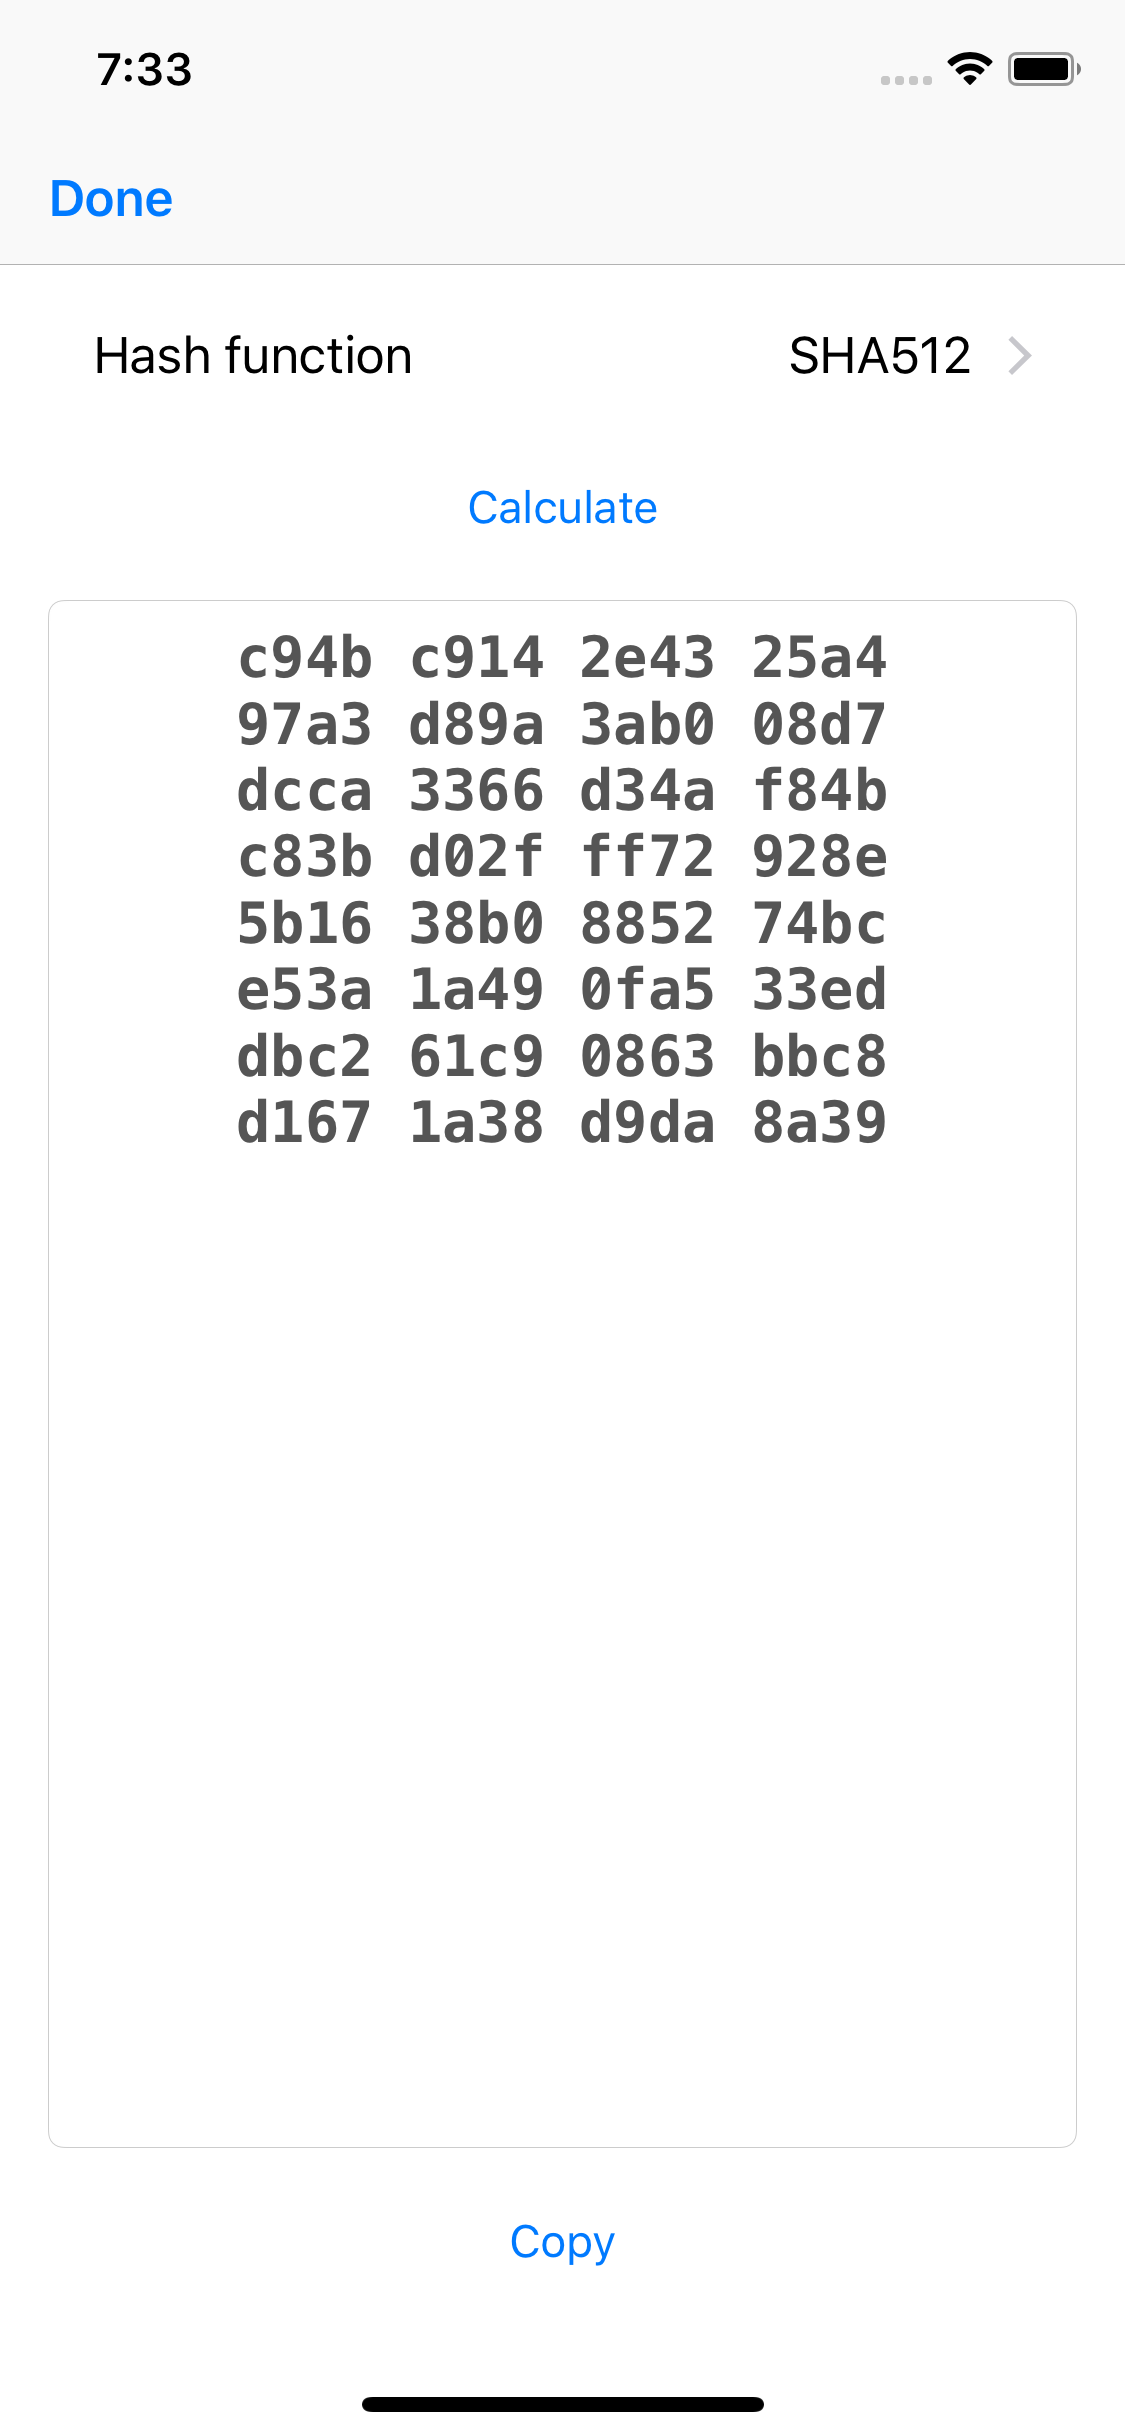 7:33
Done
Hash function SHA512
Calculate
c94b c914 2e43 25a4
97a3 d89a 3ab0 08d7
dcca 3366 d34a f84b
c83b d02f ff72 928e
5b16 38b0 8852 74bc
e53a 1a49 0fa5 33ed
dbc2 61c9 0863 bbc8
d167 1a38 d9da 8a39
Copy